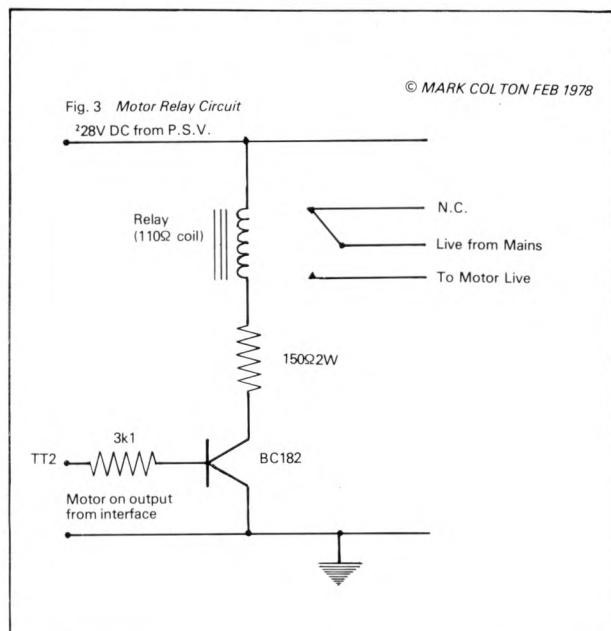 © MARK COLTON FEB 1978
Fig. 3 Motor Relay Circuit
²28V DC from P.S.V.
N.C.
Relay
(110Ω coil)
Live from Mains
To Motor Live
150Ω2W
3k1
TT2
BC182
Motor on output
from interface